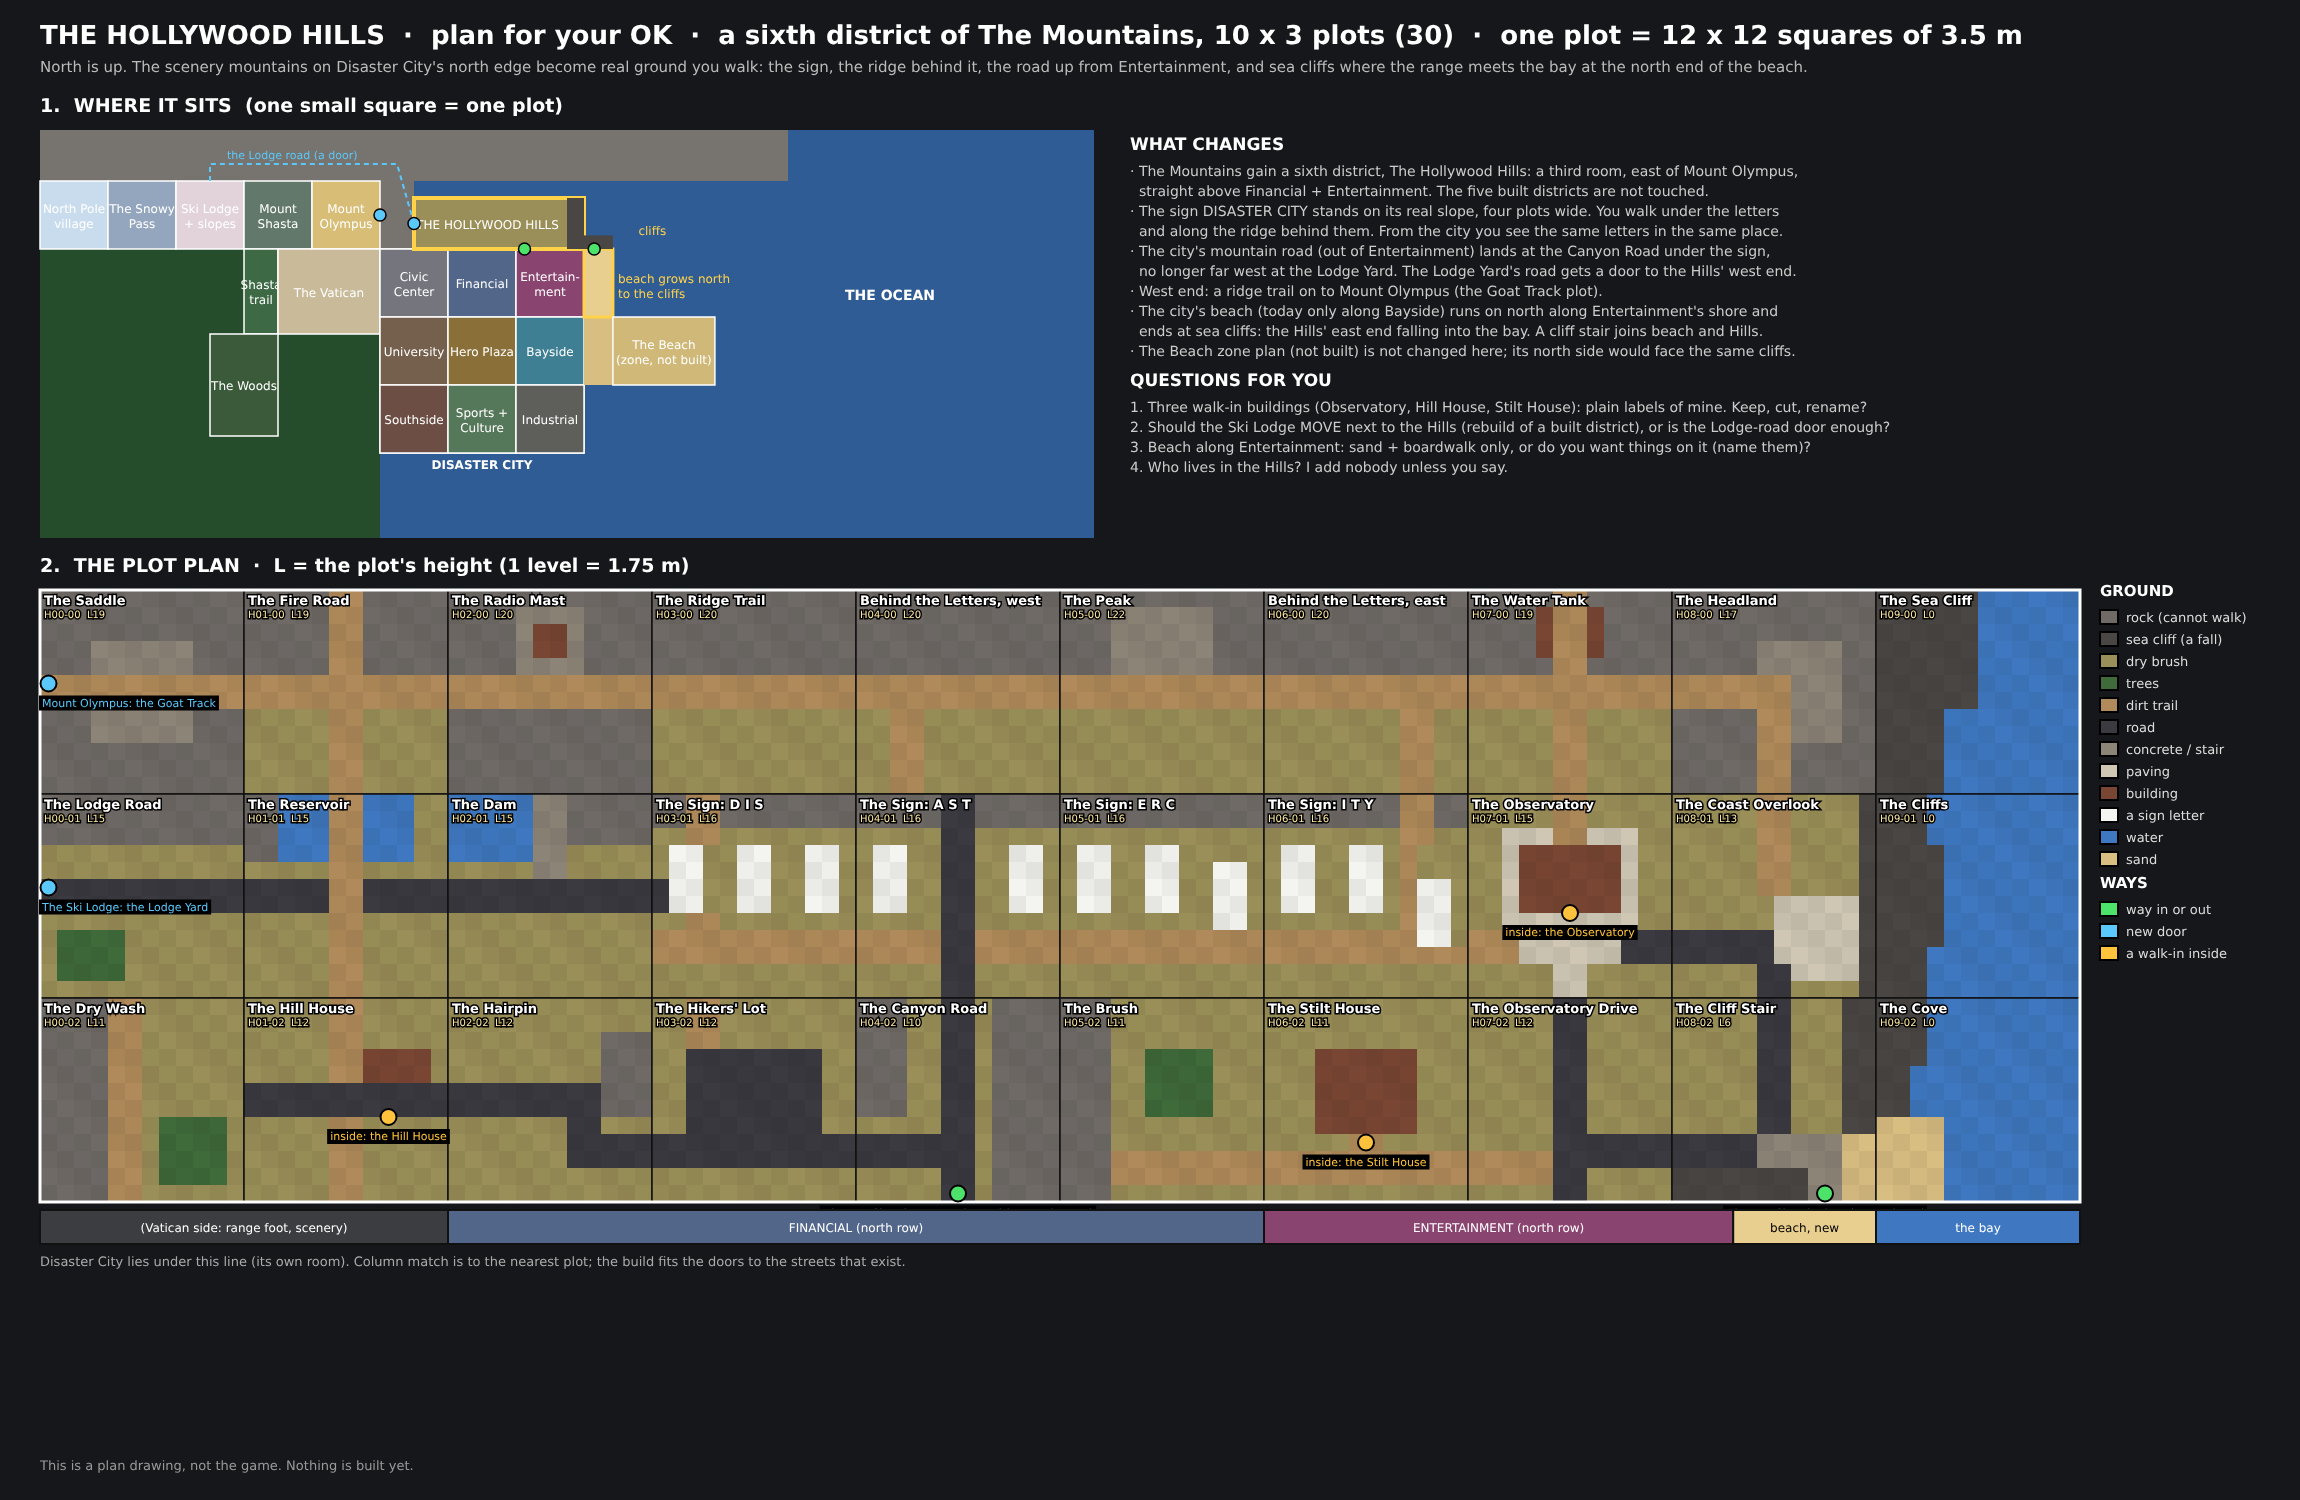 THE HOLLYWOOD HILLS · plan for your OK · a sixth district of The Mountains, 10 x 3 plots (30) · one plot = 12 x 12 squares of 3.5 m
North is up. The scenery mountains on Disaster City's north edge become real ground you walk: the sign, the ridge behind it, the road up from Entertainment, and sea cliffs where the range meets the bay at the north end of the beach.
1. WHERE IT SITS (one small square = one plot)
the Lodge road (a door)
North Pole
village
The Snowy
Pass
Ski Lodge
+ slopes
Mount
Shasta
Mount
Olympus
THE HOLLYWOOD HILLS
cliffs
Shasta
trail
The Vatican
Civic
Center
Financial
Entertain-
ment
beach grows north
to the cliffs
THE OCEAN
The Woods
University
Hero Plaza
Bayside
The Beach
(zone, not built)
Southside
Sports +
Culture
Industrial
DISASTER CITY
WHAT CHANGES
· The Mountains gain a sixth district, The Hollywood Hills: a third room, east of Mount Olympus,
straight above Financial + Entertainment. The five built districts are not touched.
· The sign DISASTER CITY stands on its real slope, four plots wide. You walk under the letters
and along the ridge behind them. From the city you see the same letters in the same place.
· The city's mountain road (out of Entertainment) lands at the Canyon Road under the sign,
no longer far west at the Lodge Yard. The Lodge Yard's road gets a door to the Hills' west end.
· West end: a ridge trail on to Mount Olympus (the Goat Track plot).
· The city's beach (today only along Bayside) runs on north along Entertainment's shore and
ends at sea cliffs: the Hills' east end falling into the bay. A cliff stair joins beach and Hills.
· The Beach zone plan (not built) is not changed here; its north side would face the same cliffs.
QUESTIONS FOR YOU
1. Three walk-in buildings (Observatory, Hill House, Stilt House): plain labels of mine. Keep, cut, rename?
2. Should the Ski Lodge MOVE next to the Hills (rebuild of a built district), or is the Lodge-road door enough?
3. Beach along Entertainment: sand + boardwalk only, or do you want things on it (name them)?
4. Who lives in the Hills? I add nobody unless you say.
2. THE PLOT PLAN · L = the plot's height (1 level = 1.75 m)
The Saddle
H00-00 L19
The Fire Road
H01-00 L19
The Radio Mast
H02-00 L20
The Ridge Trail
H03-00 L20
Behind the Letters, west
H04-00 L20
The Peak
H05-00 L22
Behind the Letters, east
H06-00 L20
The Water Tank
H07-00 L19
The Headland
H08-00 L17
The Sea Cliff
H09-00 L0
Mount Olympus: the Goat Track
The Lodge Road
H00-01 L15
The Reservoir
H01-01 L15
The Dam
H02-01 L15
The Sign: D I S
H03-01 L16
The Sign: A S T
H04-01 L16
The Sign: E R C
H05-01 L16
The Sign: I T Y
H06-01 L16
The Observatory
H07-01 L15
The Coast Overlook
H08-01 L13
The Cliffs
H09-01 L0
The Ski Lodge: the Lodge Yard
inside: the Observatory
The Dry Wash
H00-02 L11
The Hill House
H01-02 L12
The Hairpin
H02-02 L12
The Hikers' Lot
H03-02 L12
The Canyon Road
H04-02 L10
The Brush
H05-02 L11
The Stilt House
H06-02 L11
The Observatory Drive
H07-02 L12
The Cliff Stair
H08-02 L6
The Cove
H09-02 L0
inside: the Hill House
inside: the Stilt House
(Vatican side: range foot, scenery)
FINANCIAL (north row)
ENTERTAINMENT (north row)
beach, new
the bay
Disaster City lies under this line (its own room). Column match is to the nearest plot; the build fits the doors to the streets that exist.
GROUND
rock (cannot walk)
sea cliff (a fall)
dry brush
trees
dirt trail
road
concrete / stair
paving
building
a sign letter
water
sand
WAYS
way in or out
new door
a walk-in inside
This is a plan drawing, not the game. Nothing is built yet.